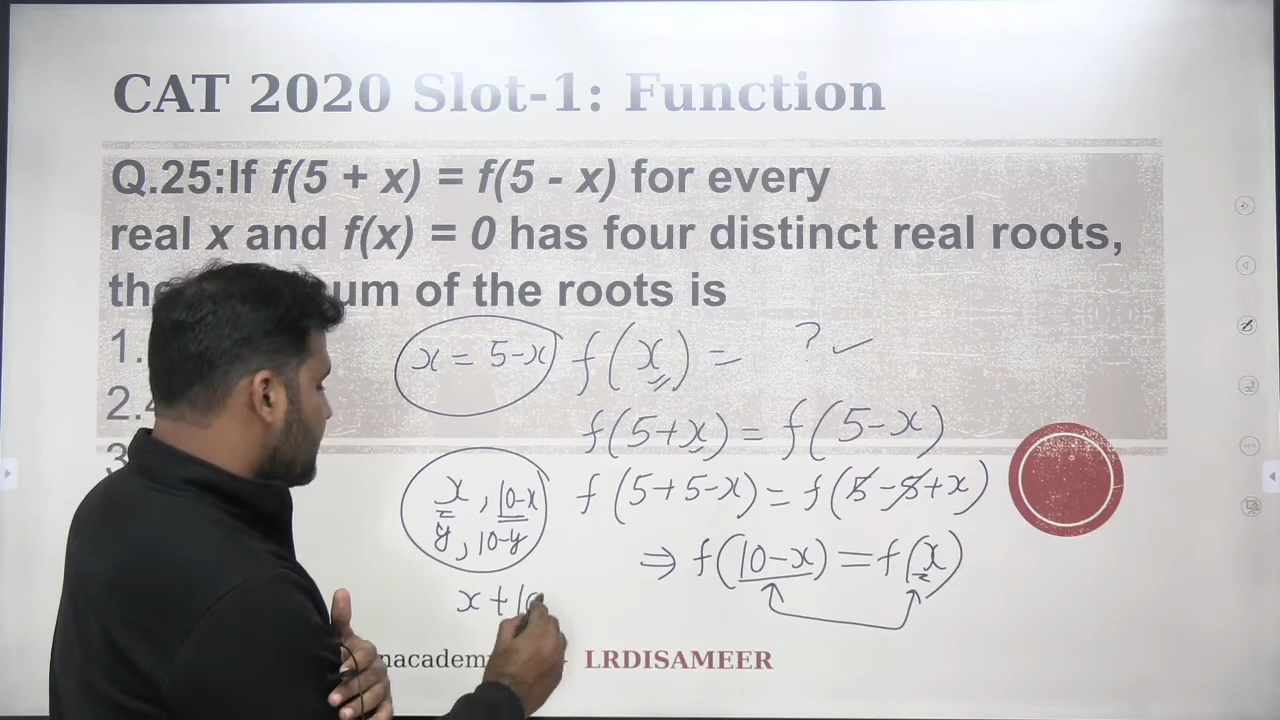 CAT 2020 Slot-1: Function
Q.25:If f(5 + x) = f(5 - x) for every
real x and f(x) = 0 has four distinct real roots,
um of the roots is
1.
2.
3
x = 5-x
f(x) = ? ✓
f(5+x) = f(5-x)
f(5+5-x) = f(5-5+x)
⇒ f(10-x) = f(x)
x , 10-x
y , 10-y
x + 10
LRDISAMEER